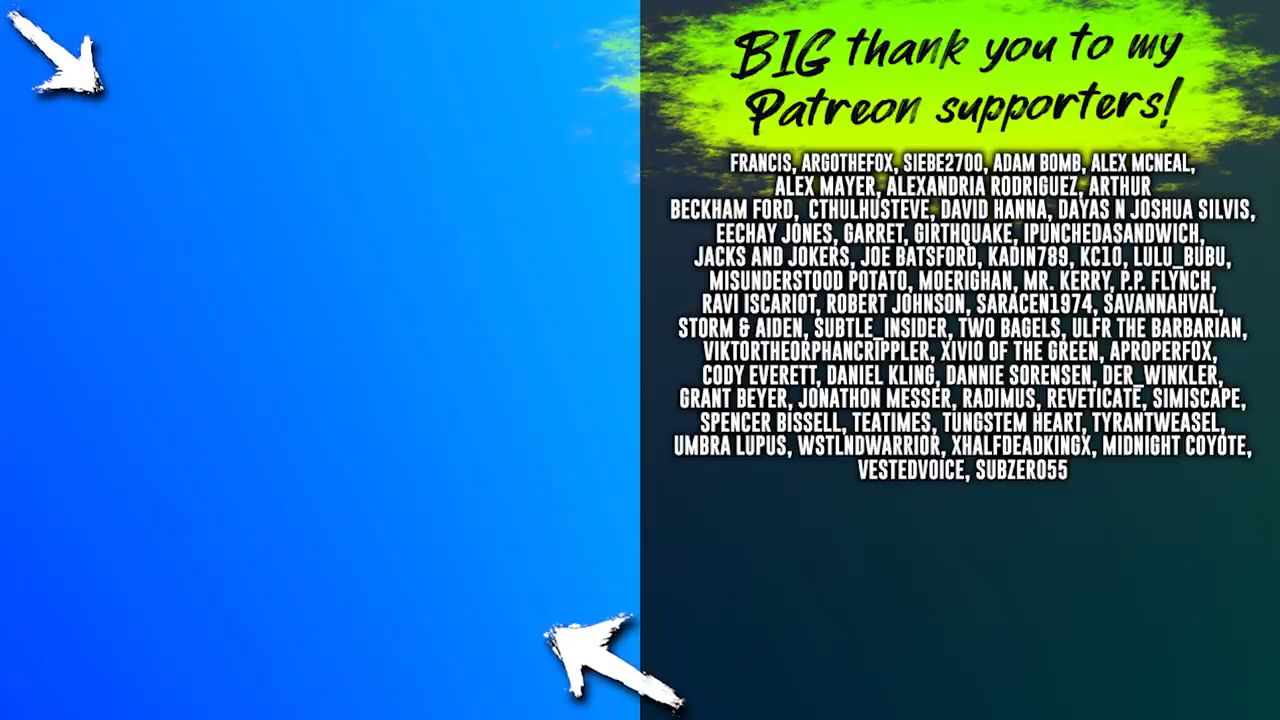 BIG thank you to my
Patreon supporters!
FRANCIS, ARGOTHEFOX, SIEBE2700, ADAM BOMB, ALEX MCNEAL,
ALEX MAYER, ALEXANDRIA RODRIGUEZ, ARTHUR
BECKHAM FORD, CTHULHUSTEVE, DAVID HANNA, DAYAS N JOSHUA SILVIS,
EECHAY JONES, GARRET, GIRTHQUAKE, IPUNCHEDASANDWICH,
JACKS AND JOKERS, JOE BATSFORD, KADIN789, KC10, LULU_BUBU,
MISUNDERSTOOD POTATO, MOERIGHAN, MR. KERRY, P.P. FLYNCH,
RAVI ISCARIOT, ROBERT JOHNSON, SARACEN1974, SAVANNAHVAL,
STORM & AIDEN, SUBTLE_INSIDER, TWO BAGELS, ULFR THE BARBARIAN,
VIKTORTHEORPHANCRIPPLER, XIVIO OF THE GREEN, APROPERFOX,
CODY EVERETT, DANIEL KLING, DANNIE SORENSEN, DER_WINKLER,
GRANT BEYER, JONATHON MESSER, RADIMUS, REVETICATE, SIMISCAPE,
SPENCER BISSELL, TEATIMES, TUNGSTEM HEART, TYRANTWEASEL,
UMBRA LUPUS, WSTLNDWARRIOR, XHALFDEADKINGX, MIDNIGHT COYOTE,
VESTEDVOICE, SUBZERO55